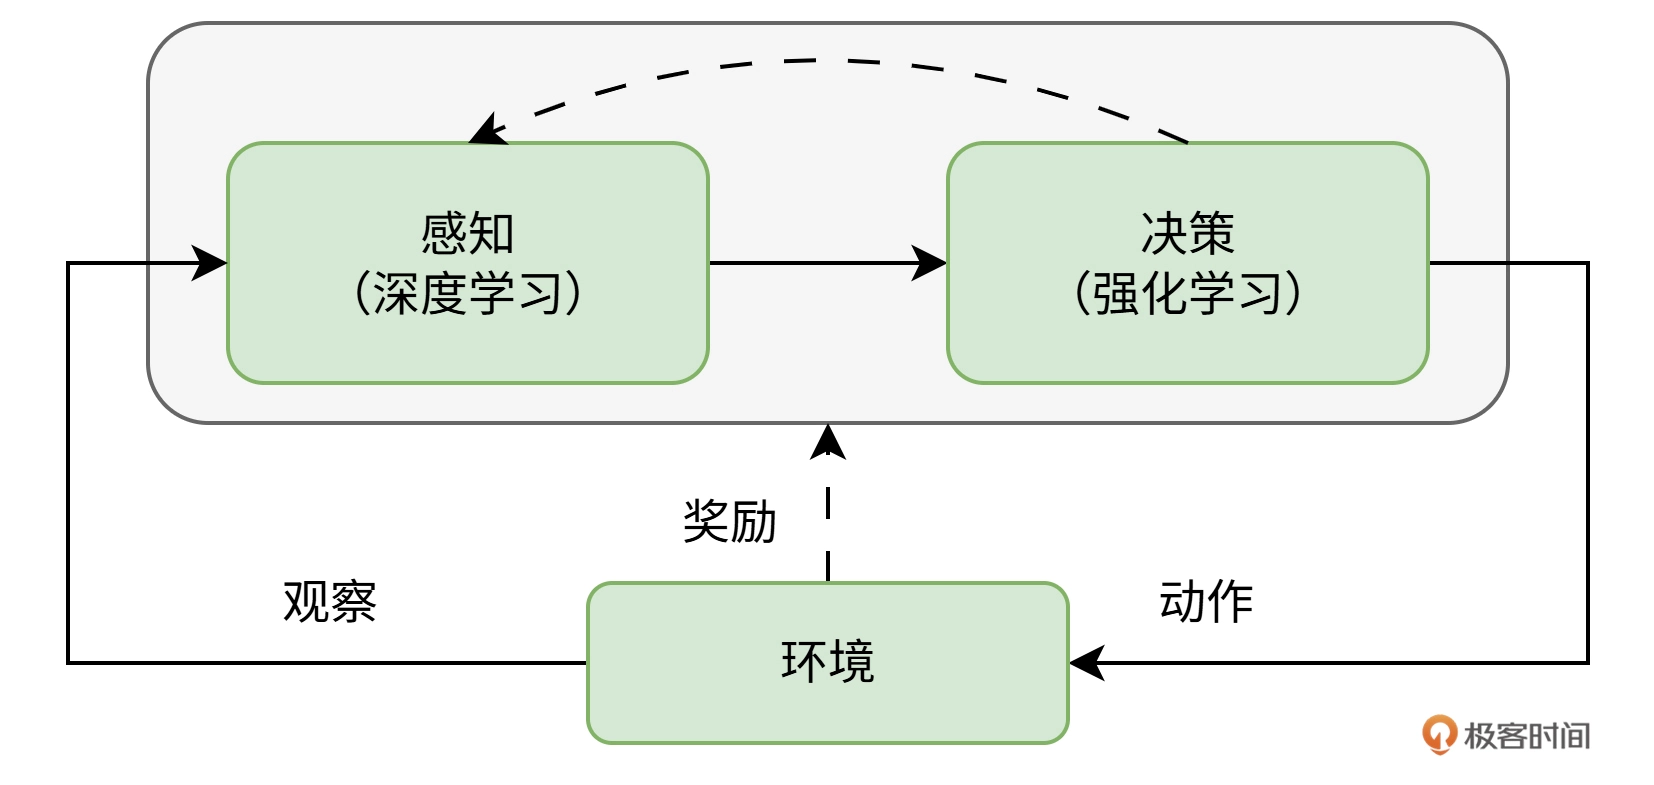 感知
（深度学习）
决策
（强化学习）
奖励
观察
动作
环境
极客时间